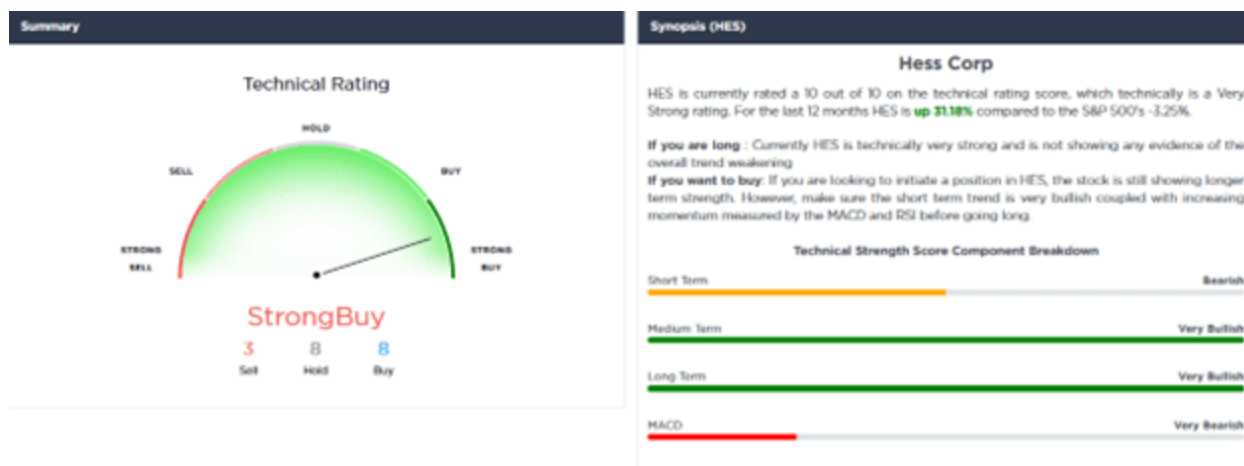 Summary
Technical Rating
HOLD
SELL
BUY
STRONG
SELL
STRONG
BUY
StrongBuy
3
8
8
Sell
Hold
Buy
Synopsis (HES)
Hess Corp
HES is currently rated a 10 out of 10 on the technical rating score, which technically is a Very
Strong rating. For the last 12 months HES is up 31.18% compared to the S&P 500's -3.25%.
If you are long : Currently HES is technically very strong and is not showing any evidence of the
overall trend weakening
If you want to buy: If you are looking to initiate a position in HES, the stock is still showing longer
term strength. However, make sure the short term trend is very bullish coupled with increasing
momentum measured by the MACD and RSI before going long.
Technical Strength Score Component Breakdown
Short Term Bearish
Medium Term Very Bullish
Long Term Very Bullish
MACD Very Bearish